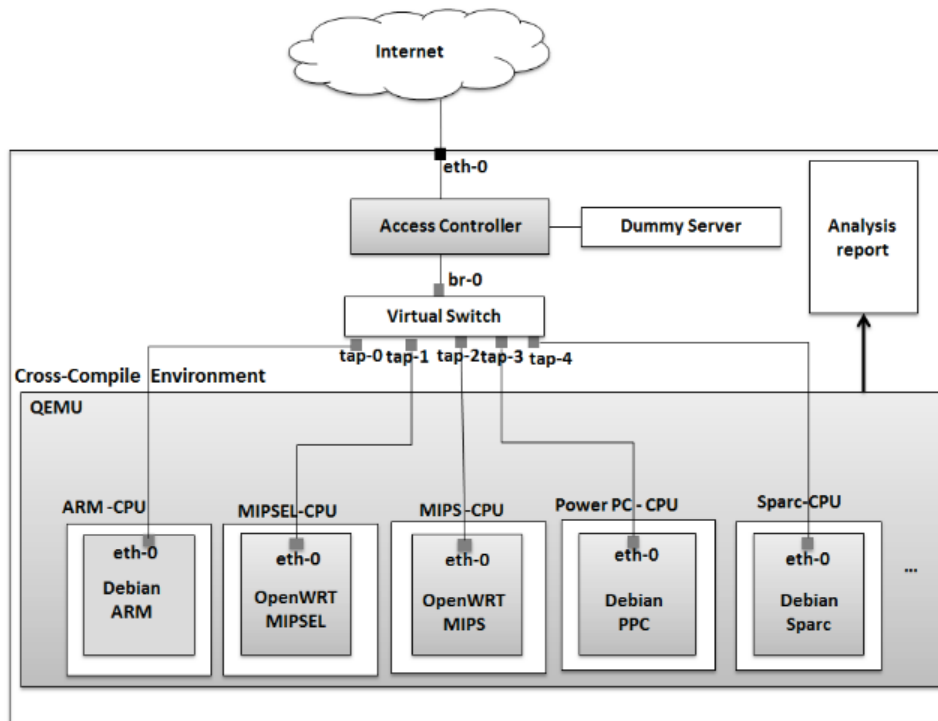 Internet
eth-0
Access Controller
Dummy Server
Analysis
report
br-0
Virtual Switch
tap-0
tap-1
tap-2
tap-3
tap-4
Cross-Compile Environment
QEMU
ARM -CPU
MIPSEL-CPU
MIPS -CPU
Power PC - CPU
Sparc-CPU
eth-0
Debian
ARM
eth-0
OpenWRT
MIPSEL
eth-0
OpenWRT
MIPS
eth-0
Debian
PPC
eth-0
Debian
Sparc
...